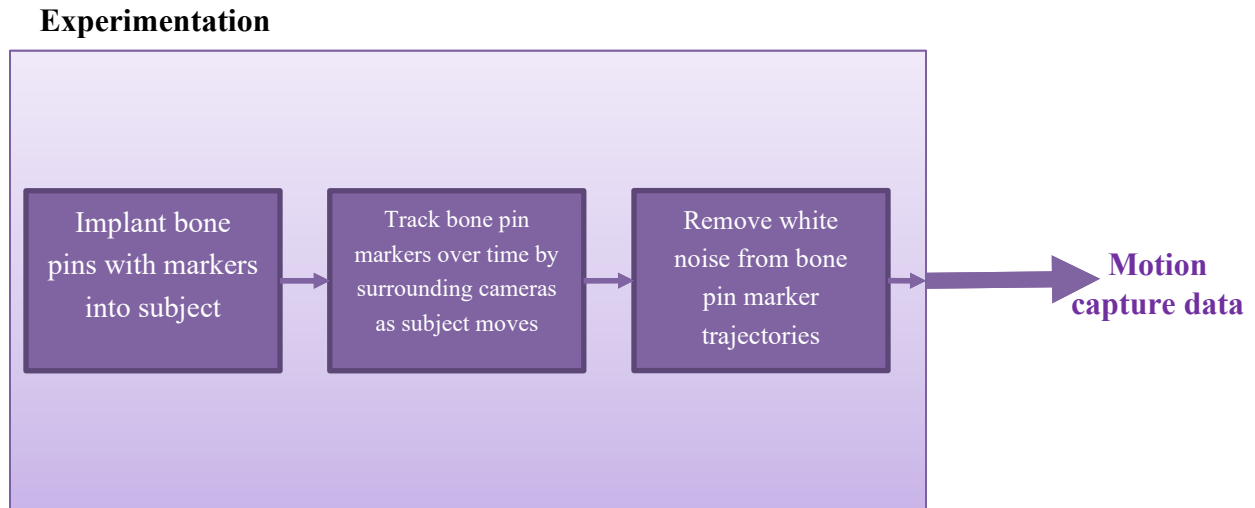 Experimentation
Implant bone
pins with markers
into subject
Track bone pin
markers over time by
surrounding cameras
as subject moves
Remove white
noise from bone
pin marker
trajectories
Motion
capture data